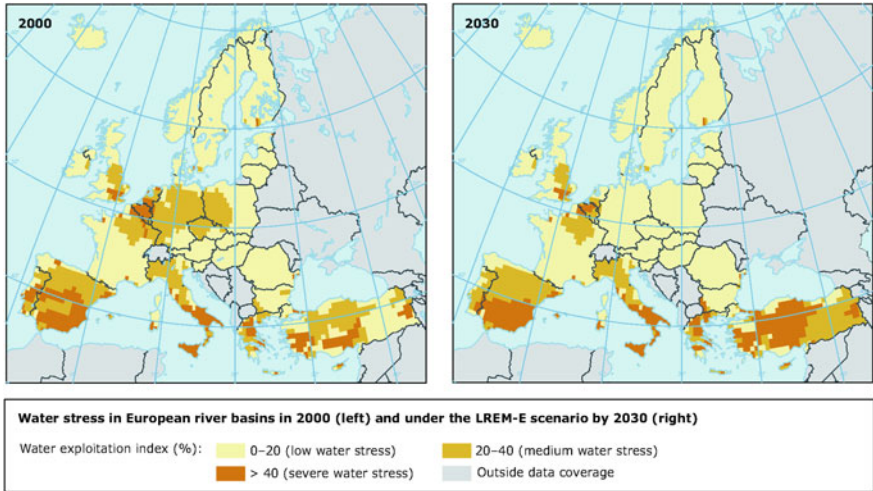 2000
2030
Water stress in European river basins in 2000 (left) and under the LREM-E scenario by 2030 (right)
Water exploitation index (%):
0–20 (low water stress)
20–40 (medium water stress)
> 40 (severe water stress)
Outside data coverage